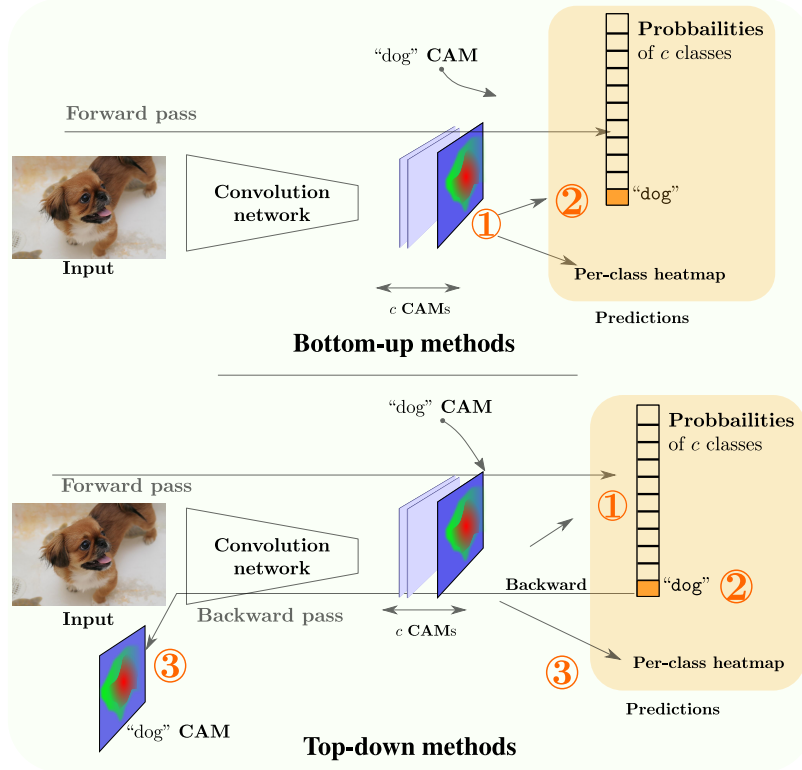 “dog” CAM
Probbailities
of c classes
Forward pass
Convolution
network
“dog”
①
②
Input
Per-class heatmap
c CAMs
Predictions
Bottom-up methods
“dog” CAM
Probbailities
of c classes
Forward pass
①
Convolution
network
Backward
“dog”
②
Input
Backward pass
c CAMs
③
③
Per-class heatmap
“dog” CAM
Predictions
Top-down methods